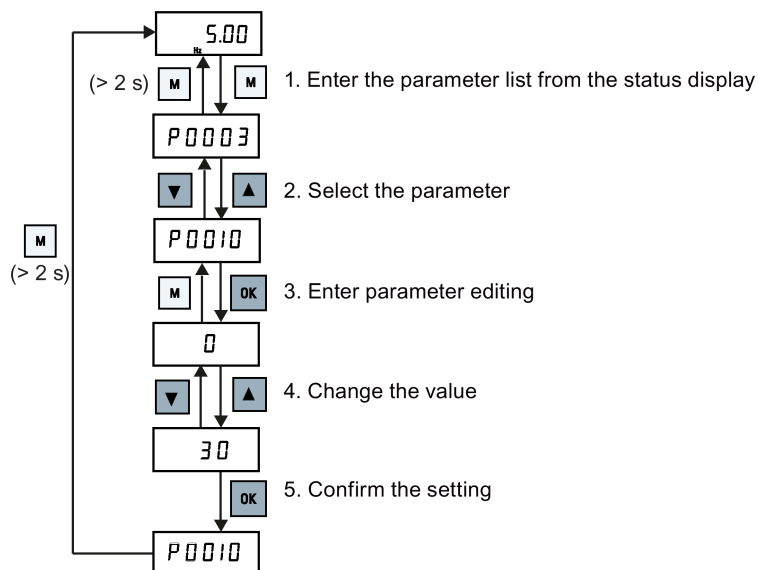 5.00
Hz
(> 2 s) M M 1. Enter the parameter list from the status display
P0003
▼ ▲ 2. Select the parameter
P0010
M
(> 2 s)
M OK 3. Enter parameter editing
0
▼ ▲ 4. Change the value
30
OK 5. Confirm the setting
P0010